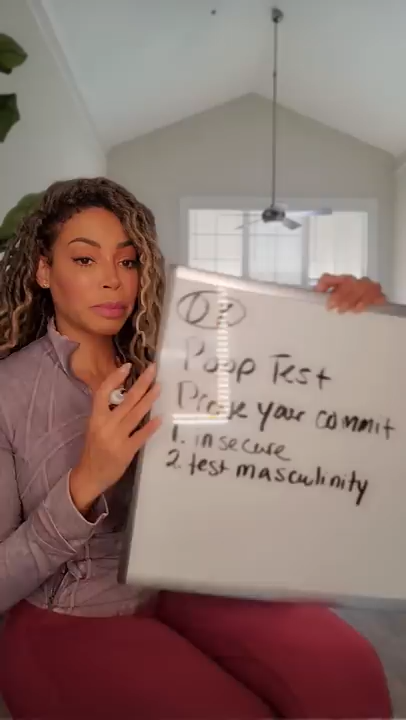 Poop Test
Prove your commit
1. insecure
2. test masculinity